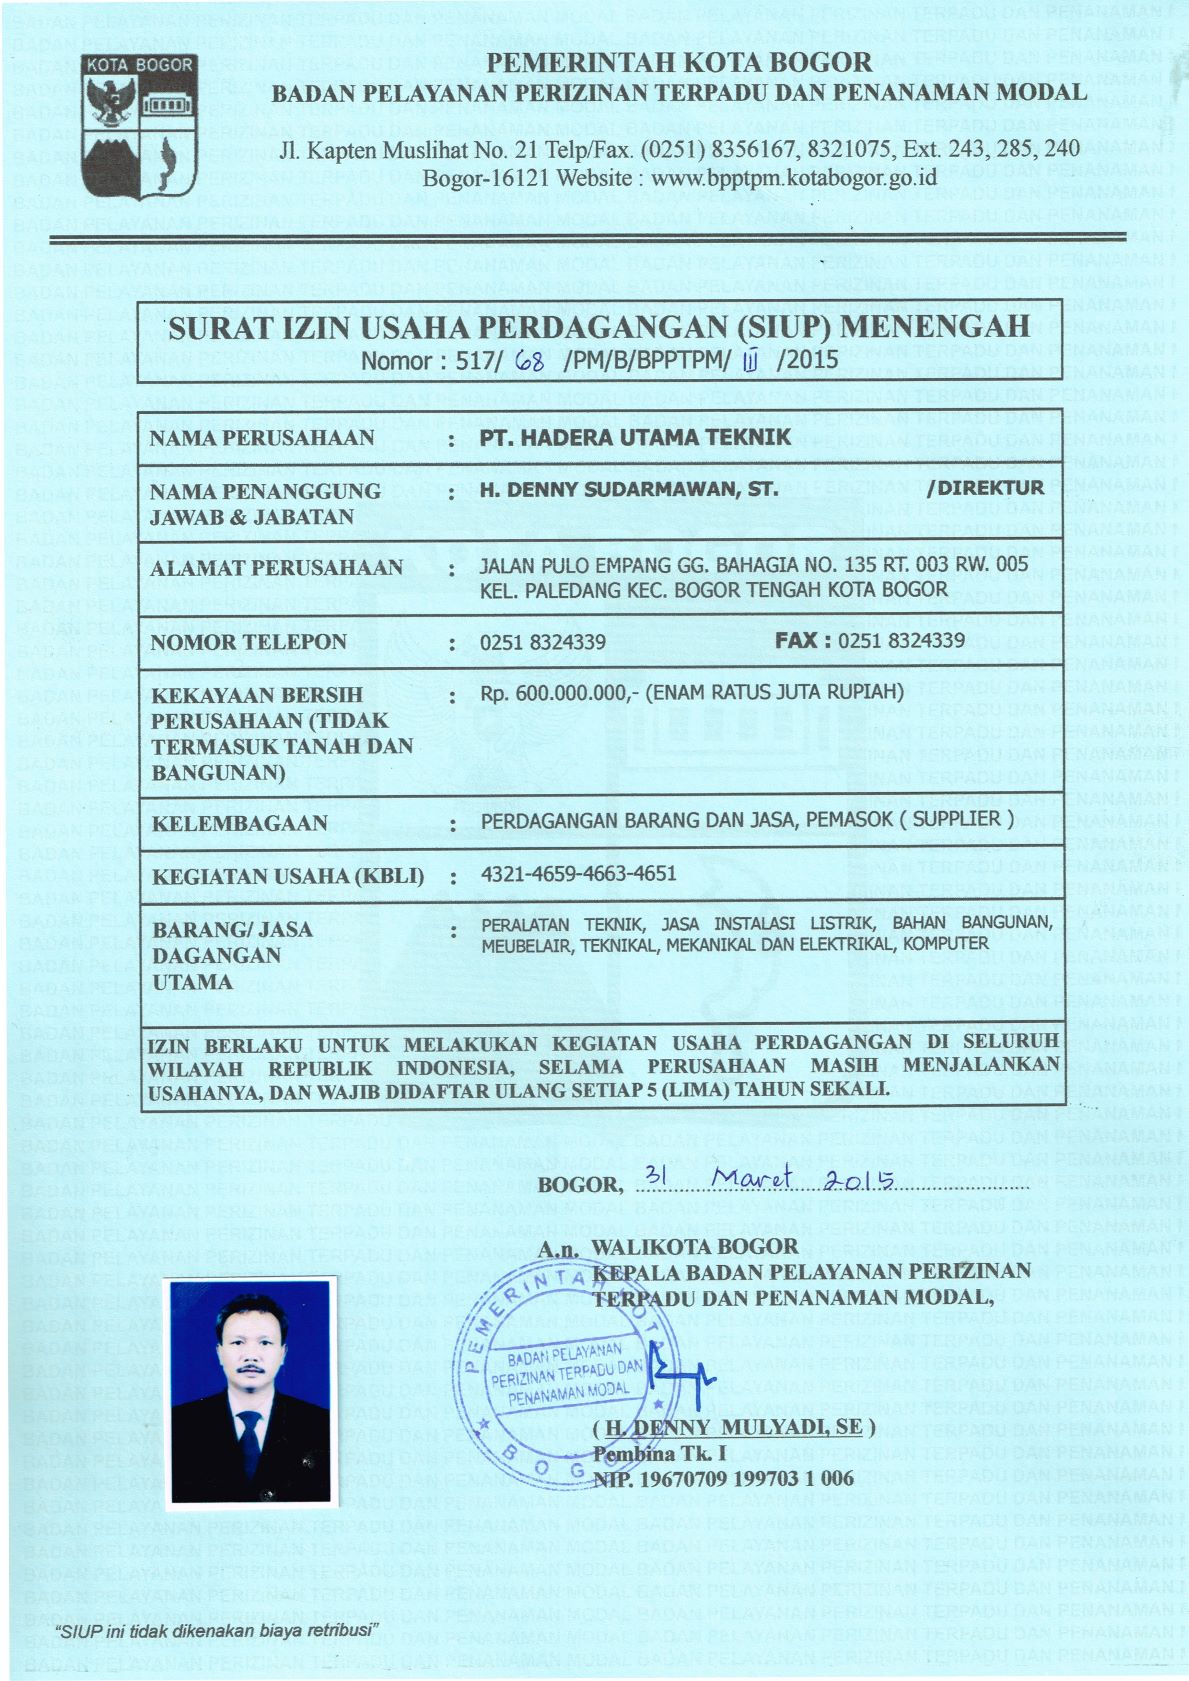 KOTA BOGOR
PEMERINTAH KOTA BOGOR
BADAN PELAYANAN PERIZINAN TERPADU DAN PENANAMAN MODAL
Jl. Kapten Muslihat No. 21 Telp/Fax. (0251) 8356167, 8321075, Ext. 243, 285, 240
Bogor-16121 Website : www.bpptpm.kotabogor.go.id
SURAT IZIN USAHA PERDAGANGAN (SIUP) MENENGAH
Nomor : 517/ 68 /PM/B/BPPTPM/ III /2015
NAMA PERUSAHAAN : PT. HADERA UTAMA TEKNIK
NAMA PENANGGUNG : H. DENNY SUDARMAWAN, ST. /DIREKTUR
JAWAB & JABATAN
ALAMAT PERUSAHAAN : JALAN PULO EMPANG GG. BAHAGIA NO. 135 RT. 003 RW. 005
KEL. PALEDANG KEC. BOGOR TENGAH KOTA BOGOR
NOMOR TELEPON : 0251 8324339 FAX : 0251 8324339
KEKAYAAN BERSIH : Rp. 600.000.000,- (ENAM RATUS JUTA RUPIAH)
PERUSAHAAN (TIDAK
TERMASUK TANAH DAN
BANGUNAN)
KELEMBAGAAN : PERDAGANGAN BARANG DAN JASA, PEMASOK ( SUPPLIER )
KEGIATAN USAHA (KBLI) : 4321-4659-4663-4651
BARANG/ JASA : PERALATAN TEKNIK, JASA INSTALASI LISTRIK, BAHAN BANGUNAN,
DAGANGAN MEUBELAIR, TEKNIKAL, MEKANIKAL DAN ELEKTRIKAL, KOMPUTER
UTAMA
IZIN BERLAKU UNTUK MELAKUKAN KEGIATAN USAHA PERDAGANGAN DI SELURUH
WILAYAH REPUBLIK INDONESIA, SELAMA PERUSAHAAN MASIH MENJALANKAN
USAHANYA, DAN WAJIB DIDAFTAR ULANG SETIAP 5 (LIMA) TAHUN SEKALI.
BOGOR, 31 Maret 2015
A.n. WALIKOTA BOGOR
KEPALA BADAN PELAYANAN PERIZINAN
TERPADU DAN PENANAMAN MODAL,
PEMERINTAH KOTA
BADAN PELAYANAN
PERIZINAN TERPADU DAN
PENANAMAN MODAL
BOGOR
( H. DENNY MULYADI, SE )
Pembina Tk. I
NIP. 19670709 199703 1 006
"SIUP ini tidak dikenakan biaya retribusi"